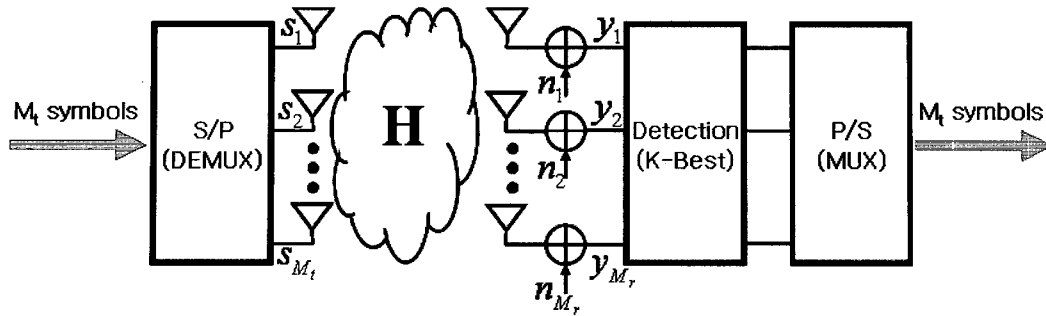 M_t symbols
S/P
(DEMUX)
s_1
s_2
s_{M_t}
H
n_1
n_2
n_{M_r}
y_1
y_2
y_{M_r}
Detection
(K-Best)
P/S
(MUX)
M_t symbols